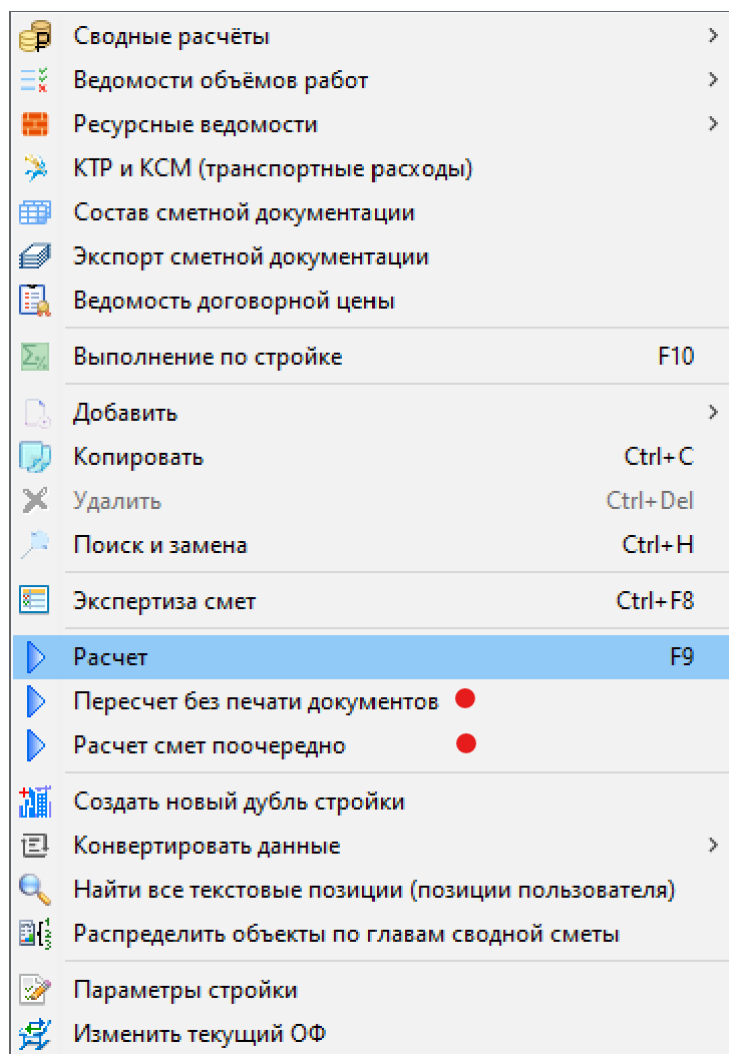 Сводные расчёты
Ведомости объёмов работ
Ресурсные ведомости
КТР и КСМ (транспортные расходы)
Состав сметной документации
Экспорт сметной документации
Ведомость договорной цены
Выполнение по стройке F10
Добавить
Копировать Ctrl+C
Удалить Ctrl+Del
Поиск и замена Ctrl+H
Экспертиза смет Ctrl+F8
Расчет F9
Пересчет без печати документов
Расчет смет поочередно
Создать новый дубль стройки
Конвертировать данные
Найти все текстовые позиции (позиции пользователя)
Распределить объекты по главам сводной сметы
Параметры стройки
Изменить текущий ОФ